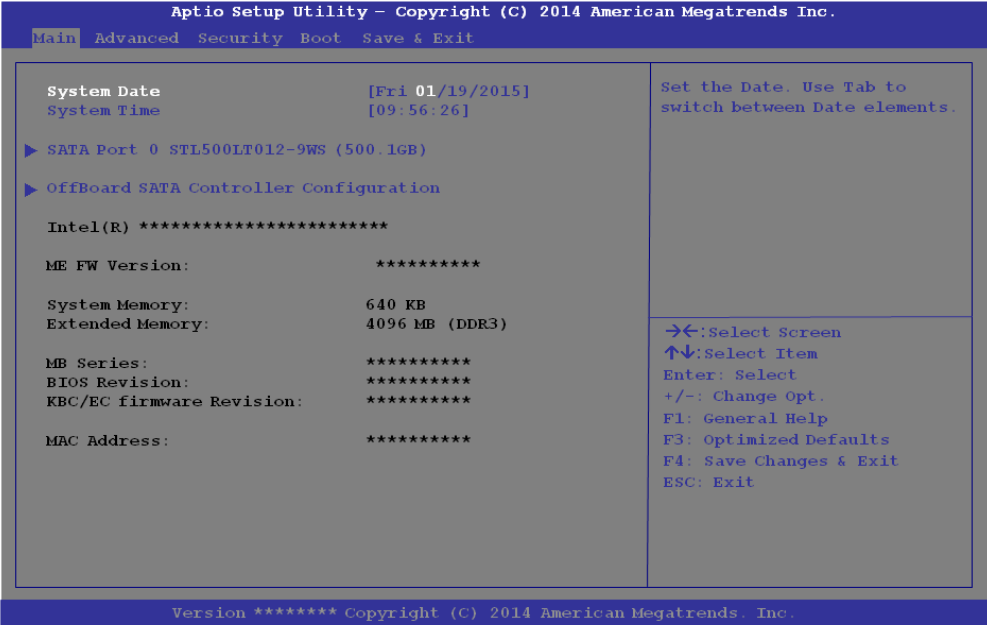 Aptio Setup Utility – Copyright (C) 2014 American Megatrends Inc.
Main Advanced Security Boot Save & Exit
System Date [Fri 01/19/2015]
System Time [09:56:26]
▶ SATA Port 0 STL500LT012-9WS (500.1GB)
▶ OffBoard SATA Controller Configuration
Intel(R) ************************
ME FW Version: **********
System Memory: 640 KB
Extended Memory: 4096 MB (DDR3)
MB Series: **********
BIOS Revision: **********
KBC/EC firmware Revision: **********
MAC Address: **********
Set the Date. Use Tab to
switch between Date elements.
→←:Select Screen
↑↓:Select Item
Enter: Select
+/-: Change Opt.
F1: General Help
F3: Optimized Defaults
F4: Save Changes & Exit
ESC: Exit
Version ******** Copyright (C) 2014 American Megatrends. Inc.